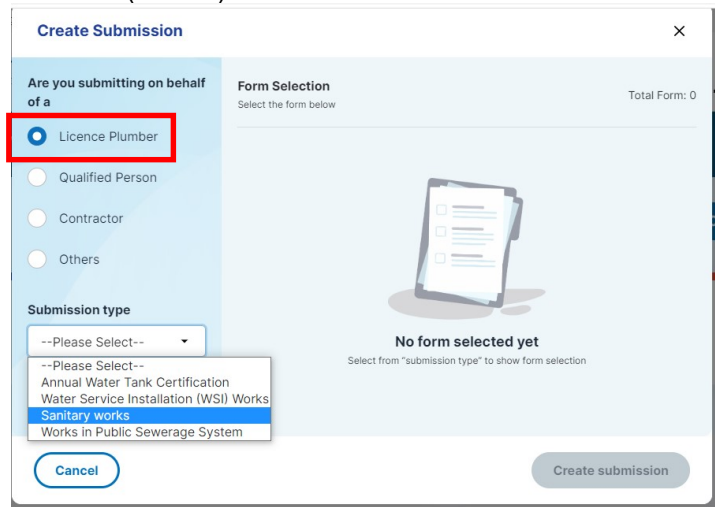 Create Submission
Are you submitting on behalf
of a
Licence Plumber
Qualified Person
Contractor
Others
Submission type
--Please Select--
--Please Select--
Annual Water Tank Certification
Water Service Installation (WSI) Works
Sanitary works
Works in Public Sewerage System
Form Selection
Select the form below
Total Form: 0
No form selected yet
Select from "submission type" to show form selection
Cancel
Create submission